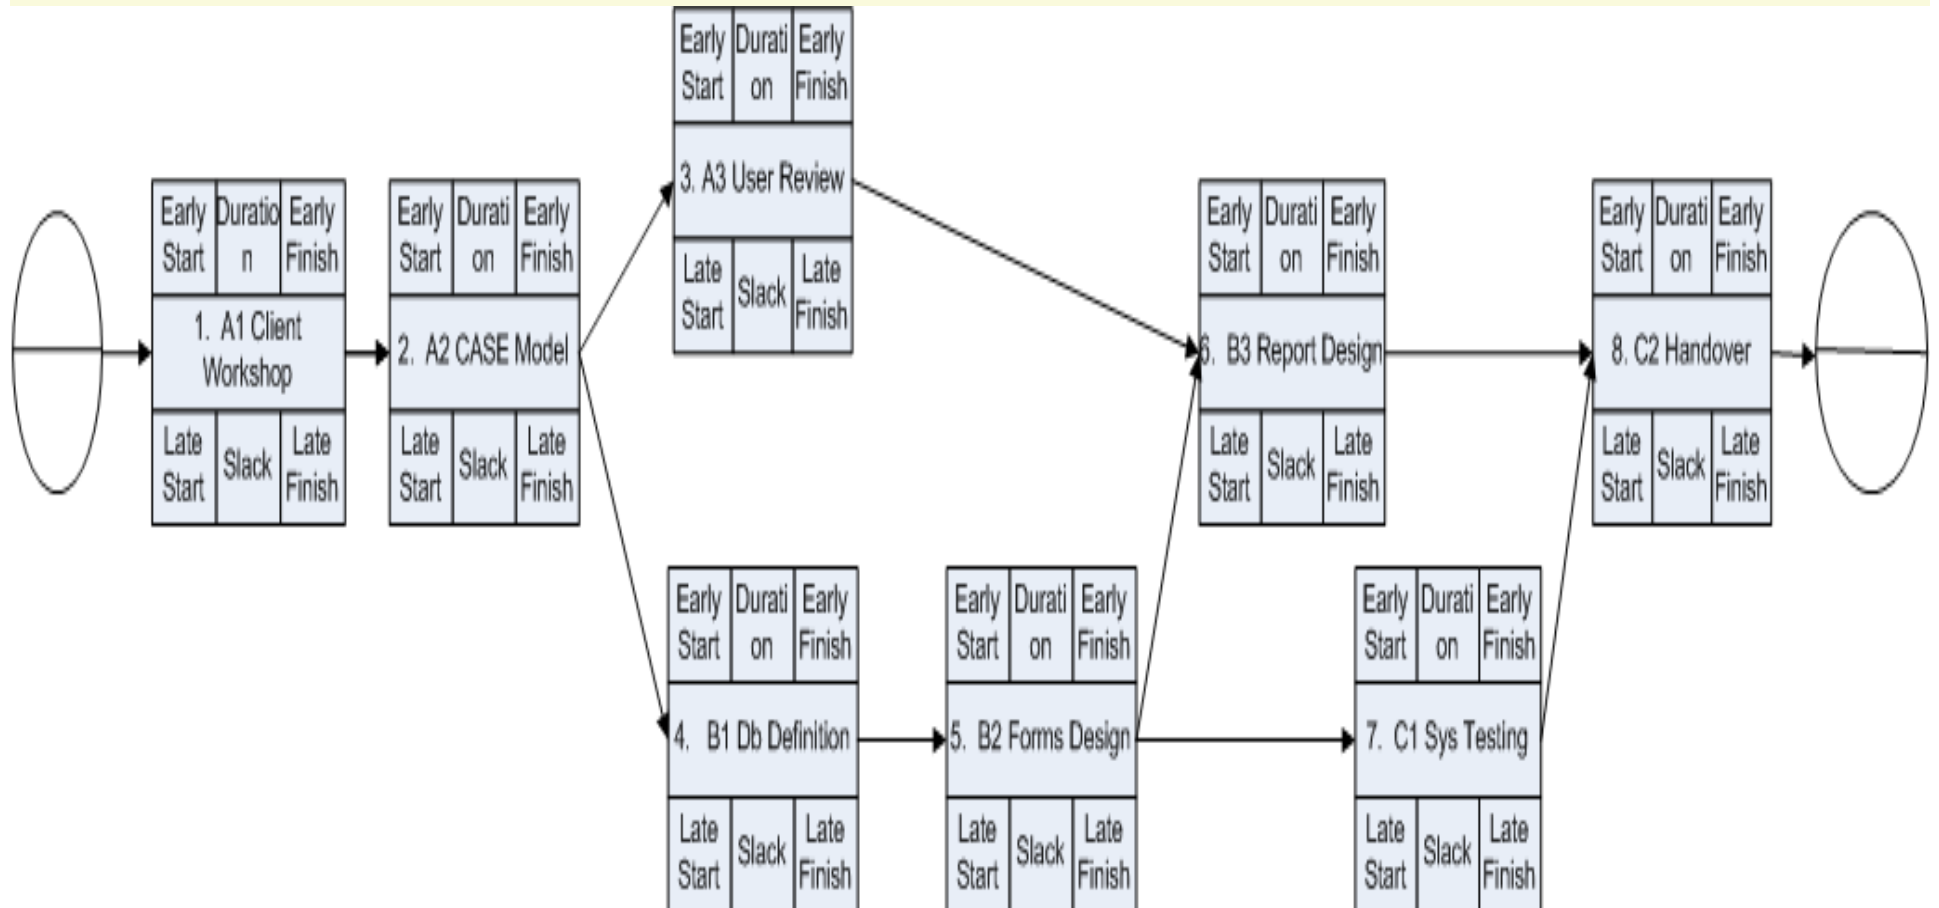 Early Durati Early
Start on Finish
3. A3 User Review
Late Slack Late
Start Finish
Early Duratio Early
Start n Finish
1. A1 Client
Workshop
Late Slack Late
Start Finish
Early Durati Early
Start on Finish
2. A2 CASE Model
Late Slack Late
Start Finish
Early Durati Early
Start on Finish
6. B3 Report Design
Late Slack Late
Start Finish
Early Durati Early
Start on Finish
8. C2 Handover
Late Slack Late
Start Finish
Early Durati Early
Start on Finish
4. B1 Db Definition
Late Slack Late
Start Finish
Early Durati Early
Start on Finish
5. B2 Forms Design
Late Slack Late
Start Finish
Early Durati Early
Start on Finish
7. C1 Sys Testing
Late Slack Late
Start Finish